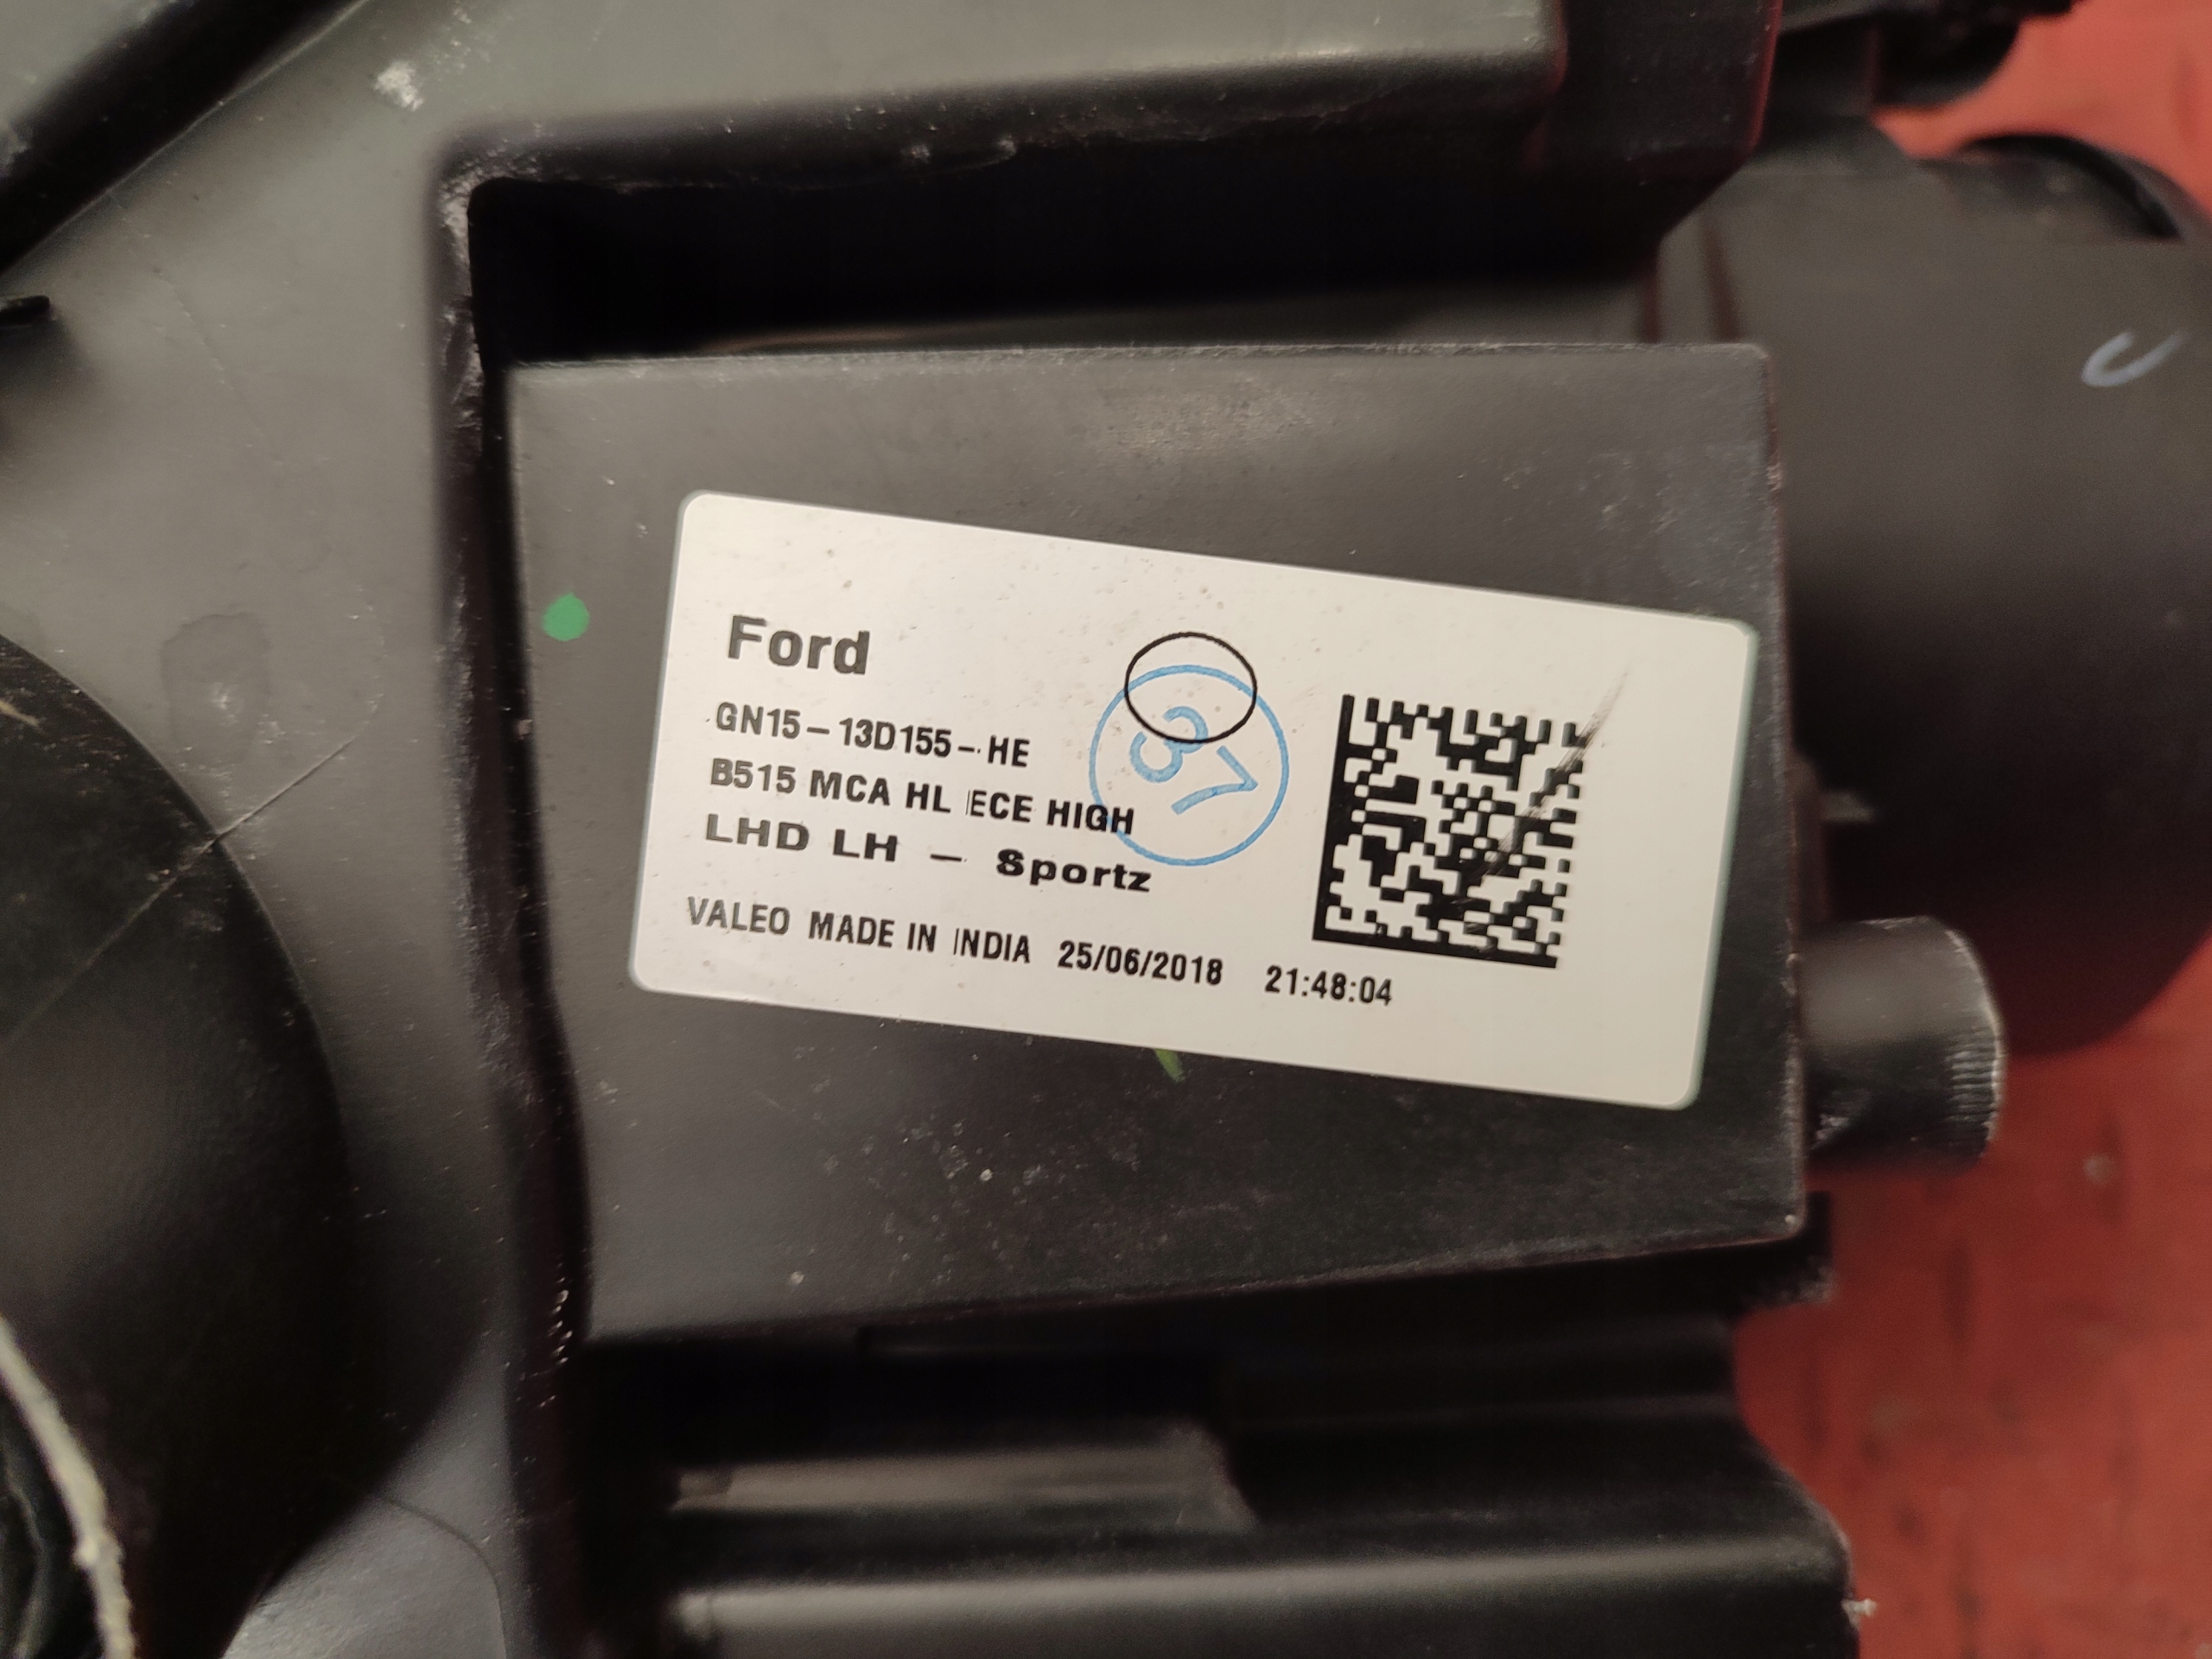 Ford
GN15-13D155-HE
B515 MCA HL ECE HIGH
LHD LH - Sportz
VALEO MADE IN INDIA 25/06/2018 21:48:04
37